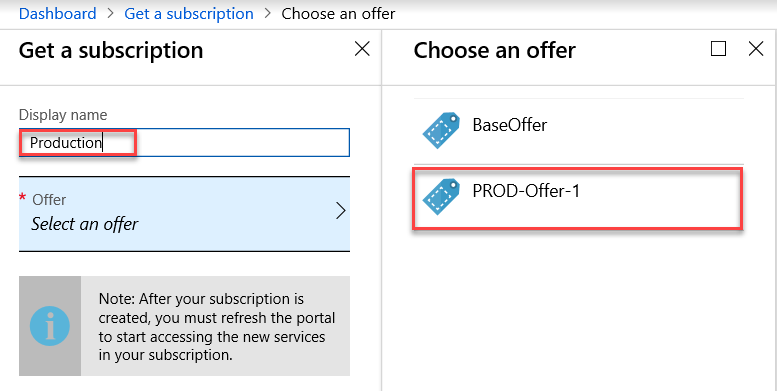 Dashboard > Get a subscription > Choose an offer
Get a subscription
Display name
Production
* Offer
Select an offer
Note: After your subscription is
created, you must refresh the portal
to start accessing the new services
in your subscription.
Choose an offer
BaseOffer
PROD-Offer-1